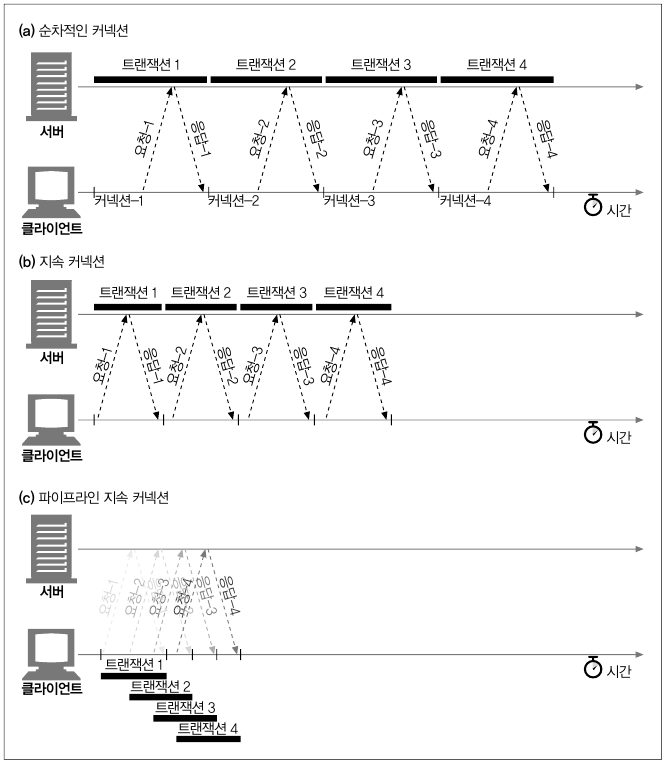 (a) 순차적인 커넥션
트랜잭션 1 트랜잭션 2 트랜잭션 3 트랜잭션 4
서버
요청-1 응답-1 요청-2 응답-2 요청-3 응답-3 요청-4 응답-4
커넥션-1 커넥션-2 커넥션-3 커넥션-4
시간
클라이언트
(b) 지속 커넥션
트랜잭션 1 트랜잭션 2 트랜잭션 3 트랜잭션 4
서버
요청-1 응답-1 요청-2 응답-2 요청-3 응답-3 요청-4 응답-4
시간
클라이언트
(c) 파이프라인 지속 커넥션
서버
요청-1 요청-2 요청-3 요청-4 응답-3 응답-4
시간
클라이언트
트랜잭션 1
트랜잭션 2
트랜잭션 3
트랜잭션 4